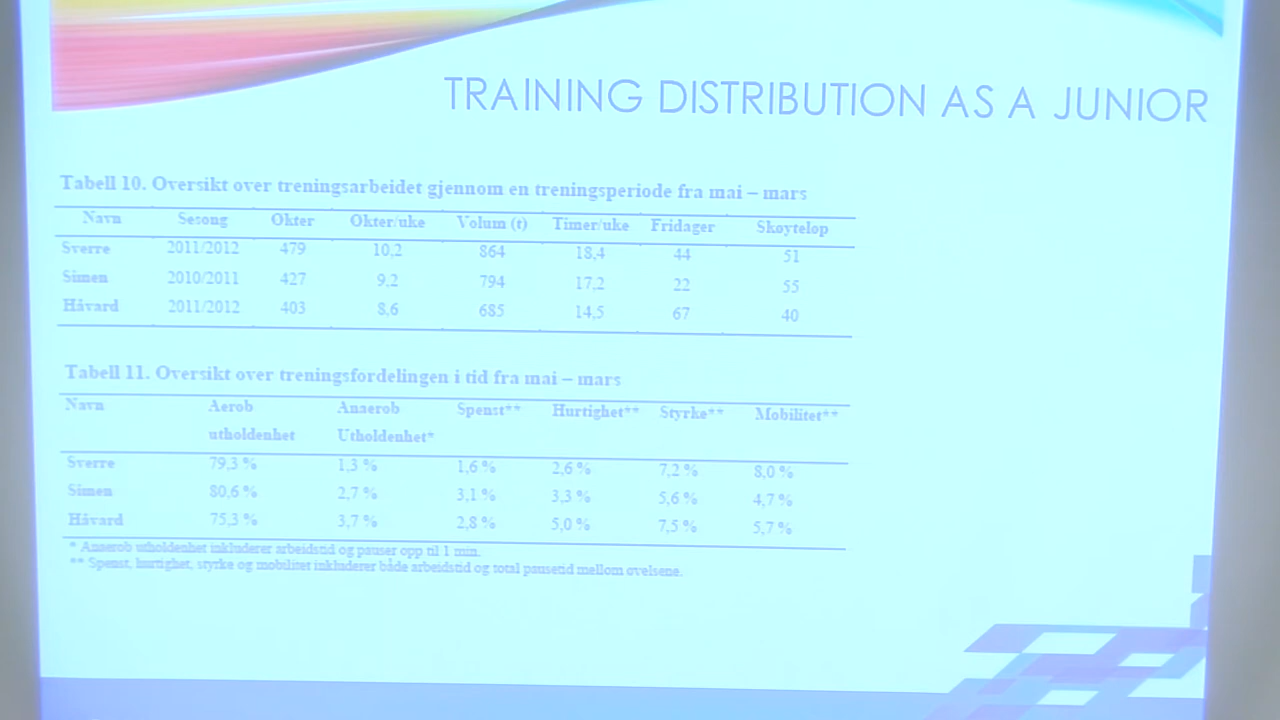 TRAINING DISTRIBUTION AS A JUNIOR
Tabell 10. Oversikt over treningsarbeidet gjennom en treningsperiode fra mai – mars
Navn Sesong Økter Økter/uke Volum (t) Timer/uke Fridager Skøyteløp
Sverre 2011/2012 479 10,2 864 18,4 44 51
Simen 2010/2011 427 9,2 794 17,2 22 55
Håvard 2011/2012 403 8,6 685 14,5 67 40
Tabell 11. Oversikt over treningsfordelingen i tid fra mai – mars
Navn Aerob Anaerob Spenst** Hurtighet** Styrke** Mobilitet**
utholdenhet Utholdenhet*
Sverre 79,3 % 1,3 % 1,6 % 2,6 % 7,2 % 8,0 %
Simen 80,6 % 2,7 % 3,1 % 3,3 % 5,6 % 4,7 %
Håvard 75,3 % 3,7 % 2,8 % 5,0 % 7,5 % 5,7 %
* Anaerob utholdenhet inkluderer arbeidstid og pauser opp til 1 min.
** Spenst, hurtighet, styrke og mobilitet inkluderer både arbeidstid og total pausetid mellom øvelsene.